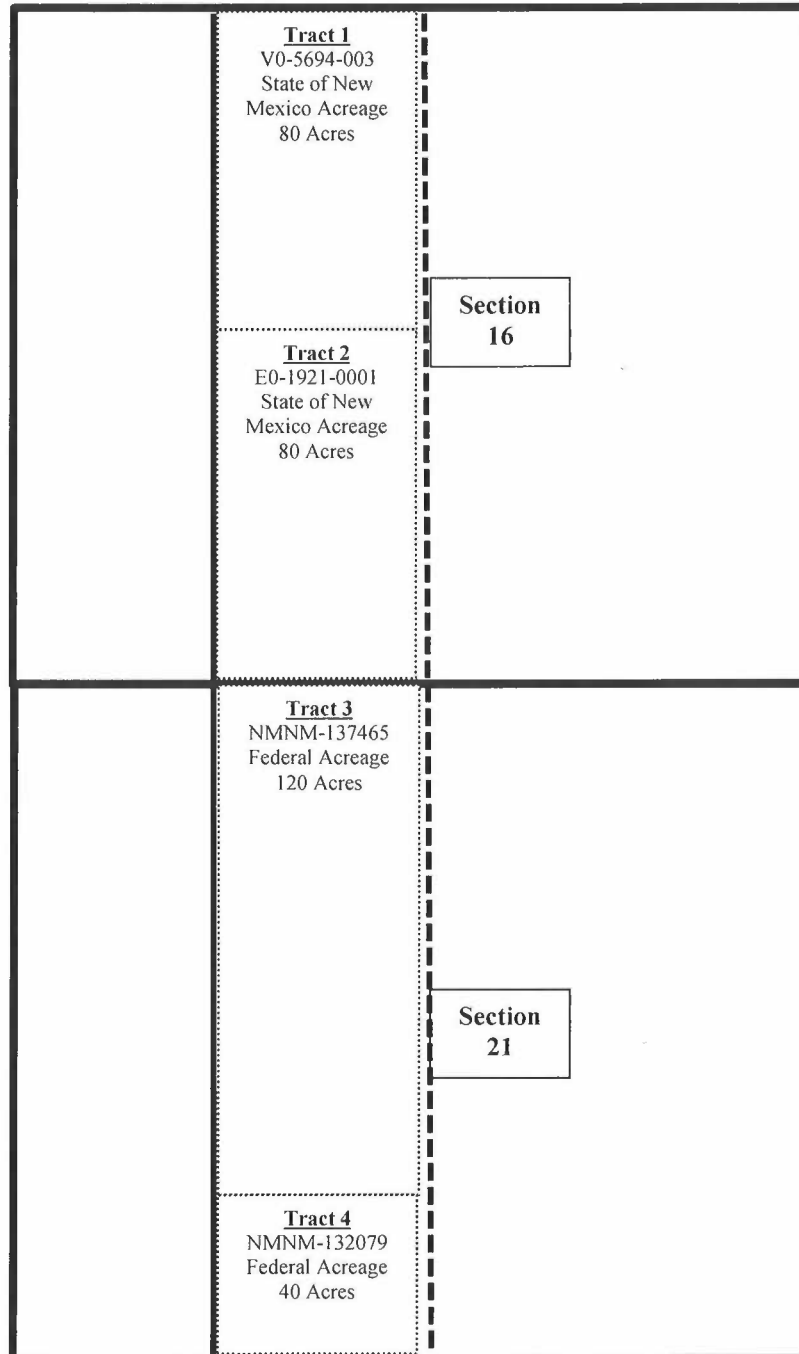 Tract 1
V0-5694-003
State of New
Mexico Acreage
80 Acres
Section
16
Tract 2
E0-1921-0001
State of New
Mexico Acreage
80 Acres
Tract 3
NMNM-137465
Federal Acreage
120 Acres
Section
21
Tract 4
NMNM-132079
Federal Acreage
40 Acres